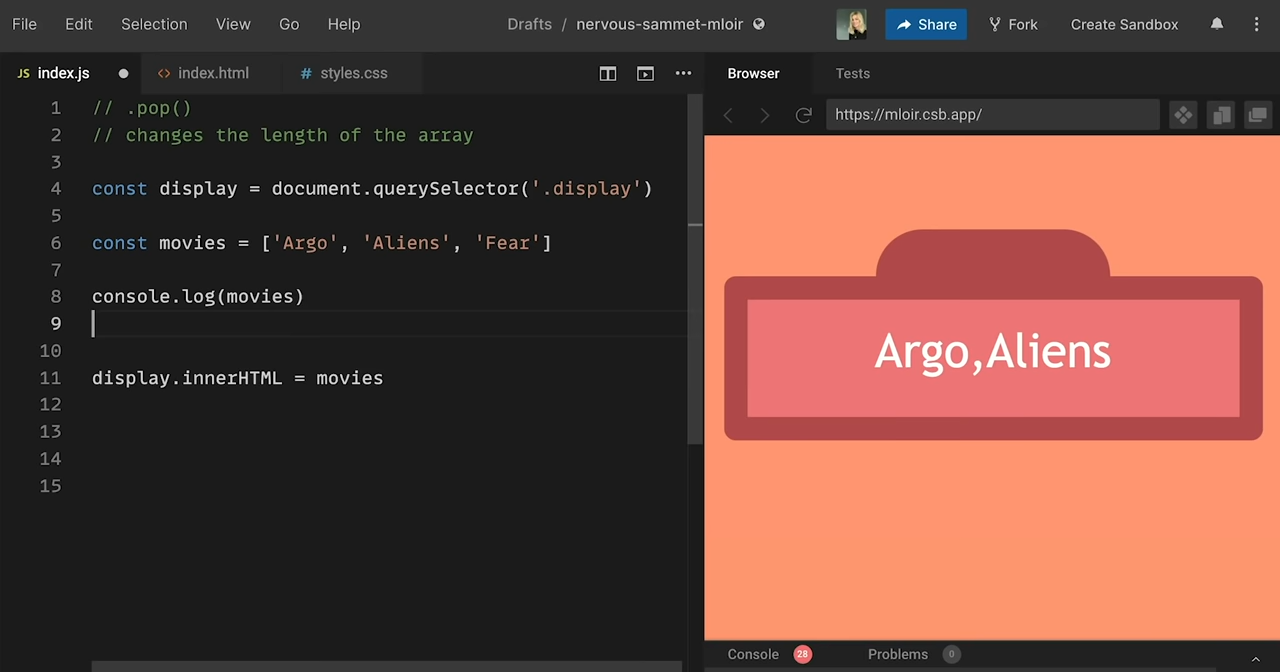 File Edit Selection View Go Help Drafts / nervous-sammet-mloir Share Fork Create Sandbox
JS index.js <> index.html # styles.css Browser Tests
https://mloir.csb.app/
1 // .pop()
2 // changes the length of the array
3
4 const display = document.querySelector('.display')
5
6 const movies = ['Argo', 'Aliens', 'Fear']
7
8 console.log(movies)
9
10
11 display.innerHTML = movies
12
13
14
15
Argo,Aliens
Console 28 Problems 0